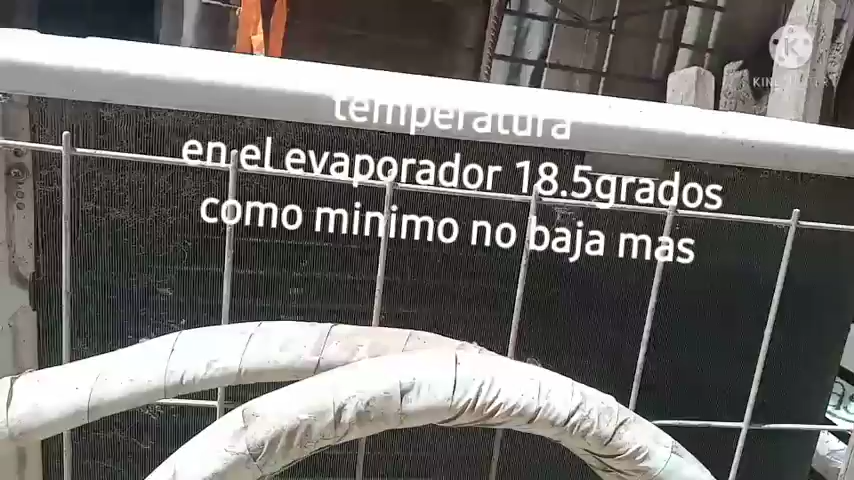 temperatura
en el evaporador 18.5grados
como minimo no baja mas